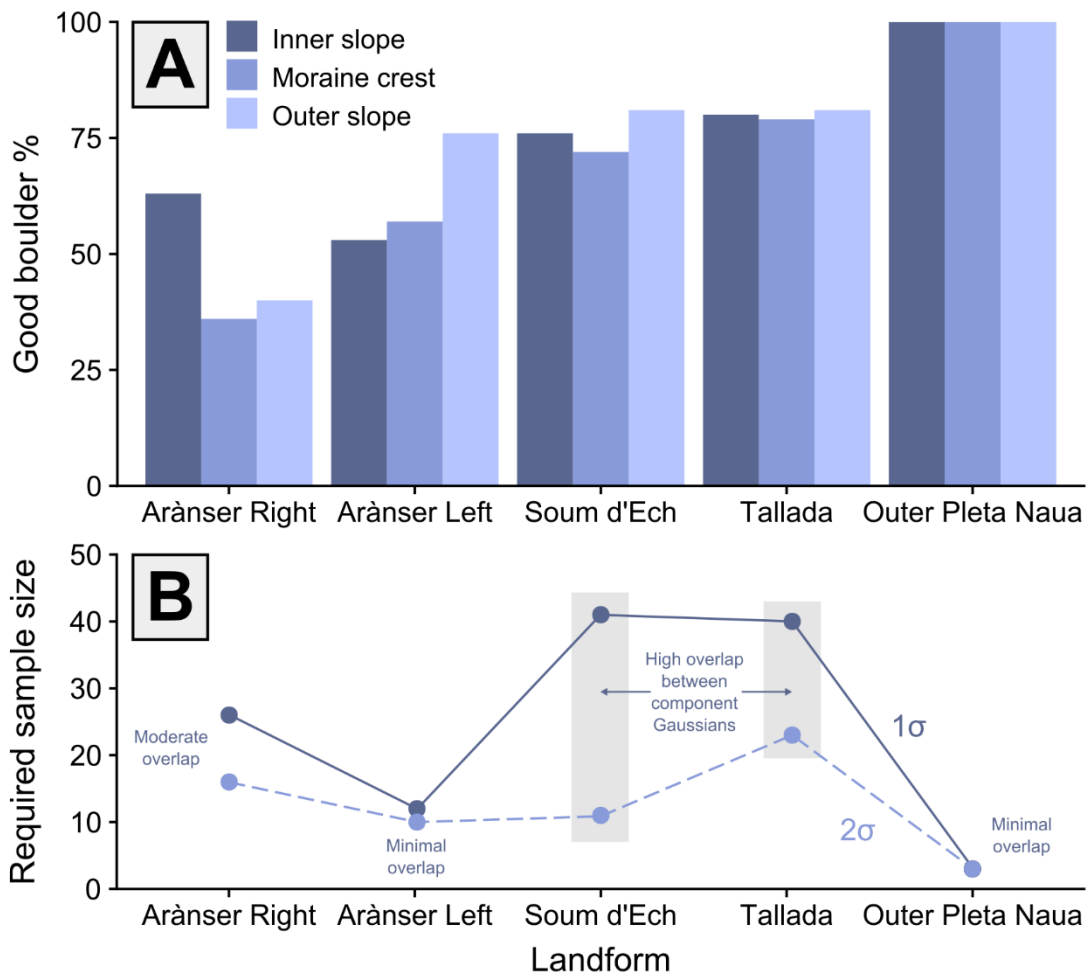 A
Inner slope
Moraine crest
Outer slope
Good boulder %
100
75
50
25
0
Arànser Right
Arànser Left
Soum d'Ech
Tallada
Outer Pleta Naua
B
Required sample size
50
40
30
20
10
0
Moderate
overlap
Minimal
overlap
High overlap
between
component
Gaussians
1σ
2σ
Minimal
overlap
Arànser Right
Arànser Left
Soum d'Ech
Tallada
Outer Pleta Naua
Landform